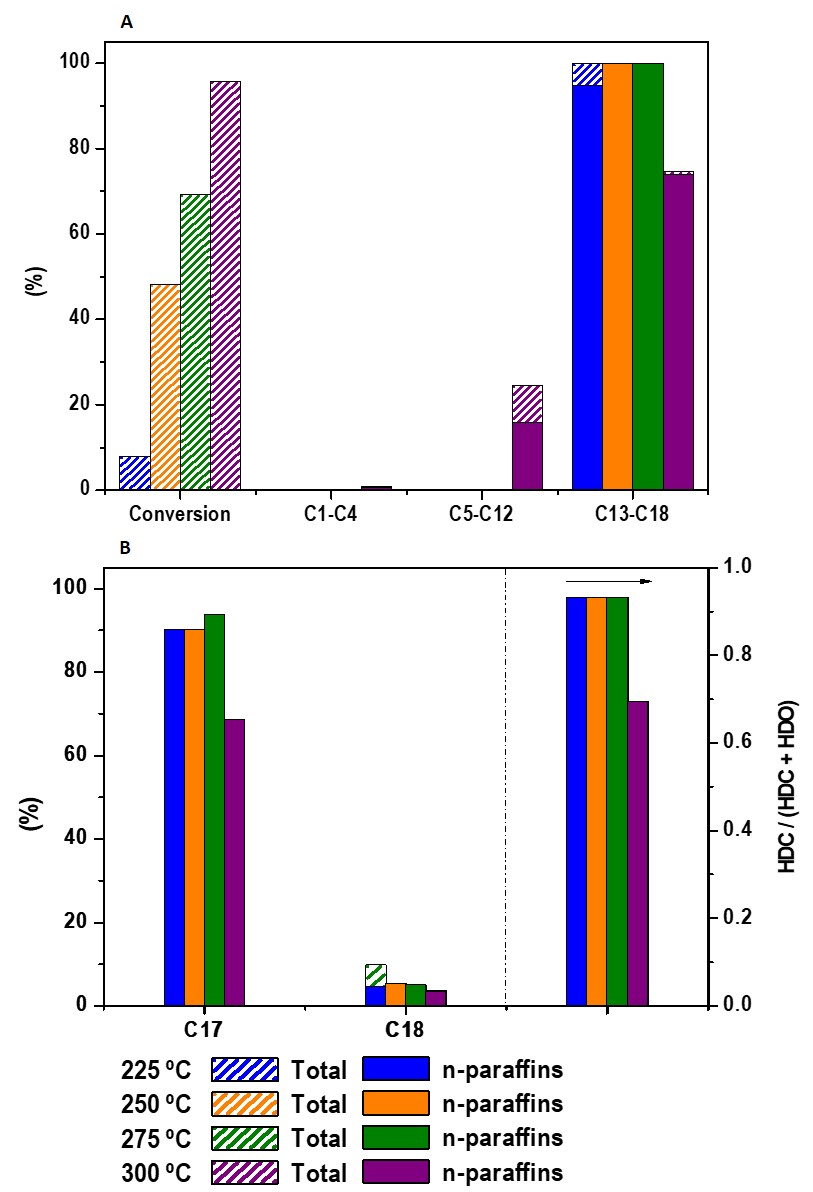 A
100
80
60
40
20
0
(%)
Conversion C1-C4 C5-C12 C13-C18
B
100
80
60
40
20
0
(%)
1.0
0.8
0.6
0.4
0.2
0.0
HDC / (HDC + HDO)
C17 C18
225 ºC Total n-paraffins
250 ºC Total n-paraffins
275 ºC Total n-paraffins
300 ºC Total n-paraffins